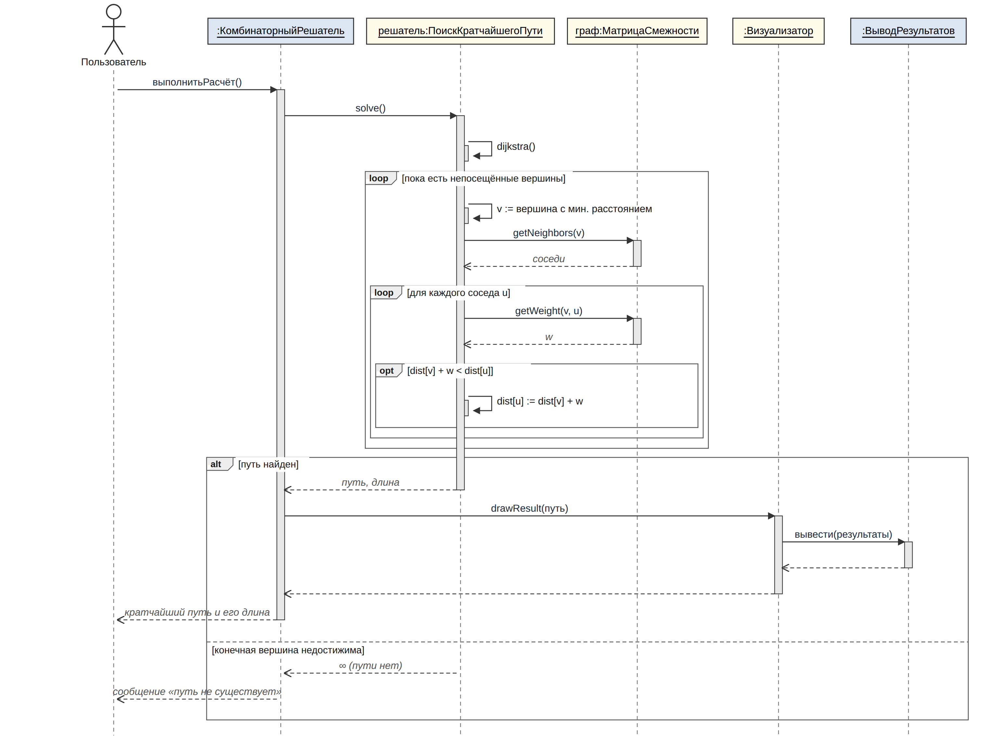 :КомбинаторныйРешатель
решатель:ПоискКратчайшегоПути
граф:МатрицаСмежности
:Визуализатор
:ВыводРезультатов
Пользователь
выполнитьРасчёт()
solve()
dijkstra()
loop [пока есть непосещённые вершины]
v := вершина с мин. расстоянием
getNeighbors(v)
соседи
loop [для каждого соседа u]
getWeight(v, u)
w
opt [dist[v] + w < dist[u]]
dist[u] := dist[v] + w
alt [путь найден]
путь, длина
drawResult(путь)
вывести(результаты)
кратчайший путь и его длина
[конечная вершина недостижима]
∞ (пути нет)
сообщение «путь не существует»